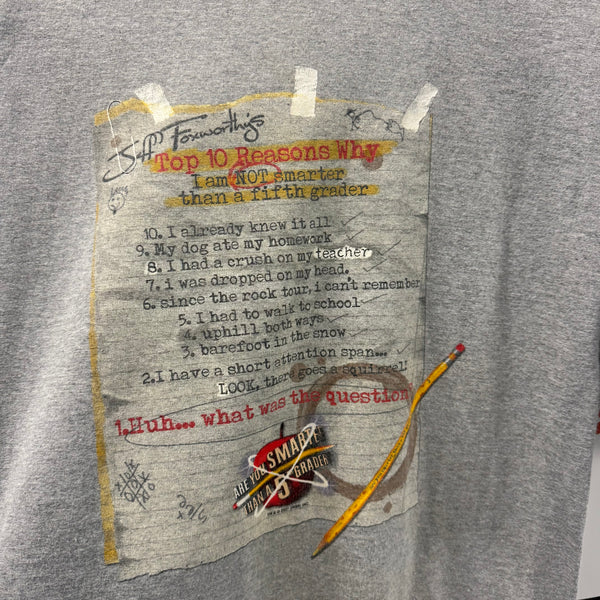 Jeff Foxworthy's
Top 10 Reasons Why
I am NOT smarter
than a fifth grader
10. I already knew it all
9. My dog ate my homework
8. I had a crush on my teacher
7. i was dropped on my head.
6. since the rock tour, i can't remember
5. I had to walk to school
4. uphill both ways
3. barefoot in the snow
2. I have a short attention span...
LOOK, there goes a squirrel!
1. Huh... what was the question?
ARE YOU SMARTER
THAN A 5 GRADER